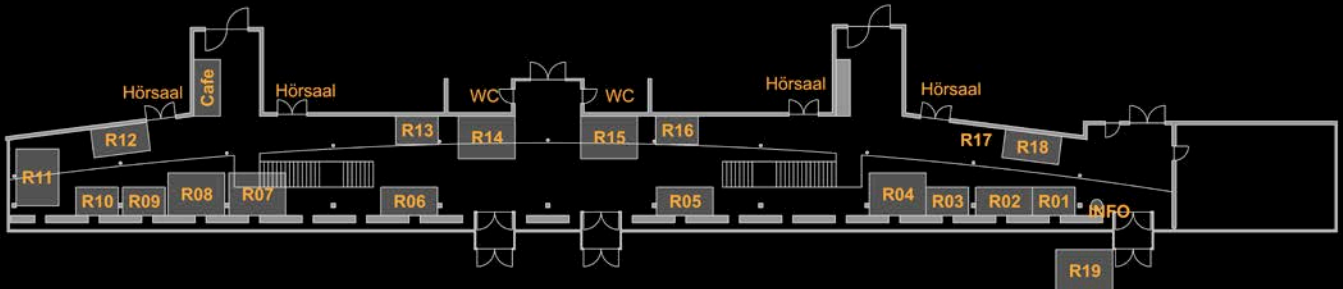 Hörsaal
Cafe
Hörsaal
WC
WC
Hörsaal
Hörsaal
R12
R13
R14
R15
R16
R17
R18
R11
R10
R09
R08
R07
R06
R05
R04
R03
R02
R01
INFO
R19